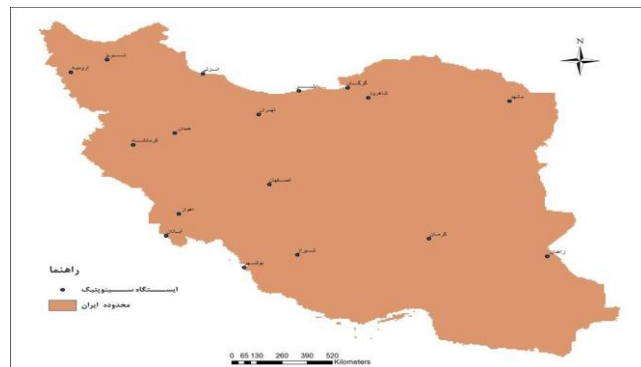 N
تبریز
ارومیه
انزلی
گرگان
شاهرود
مشهد
تهران
همدان
کرمانشاه
اصفهان
اهواز
آبادان
کرمان
شیراز
زاهدان
بوشهر
راهنما
ایستگاه سینوپتیک
محدوده ایران
0 65 130 260 390 520
Kilometers